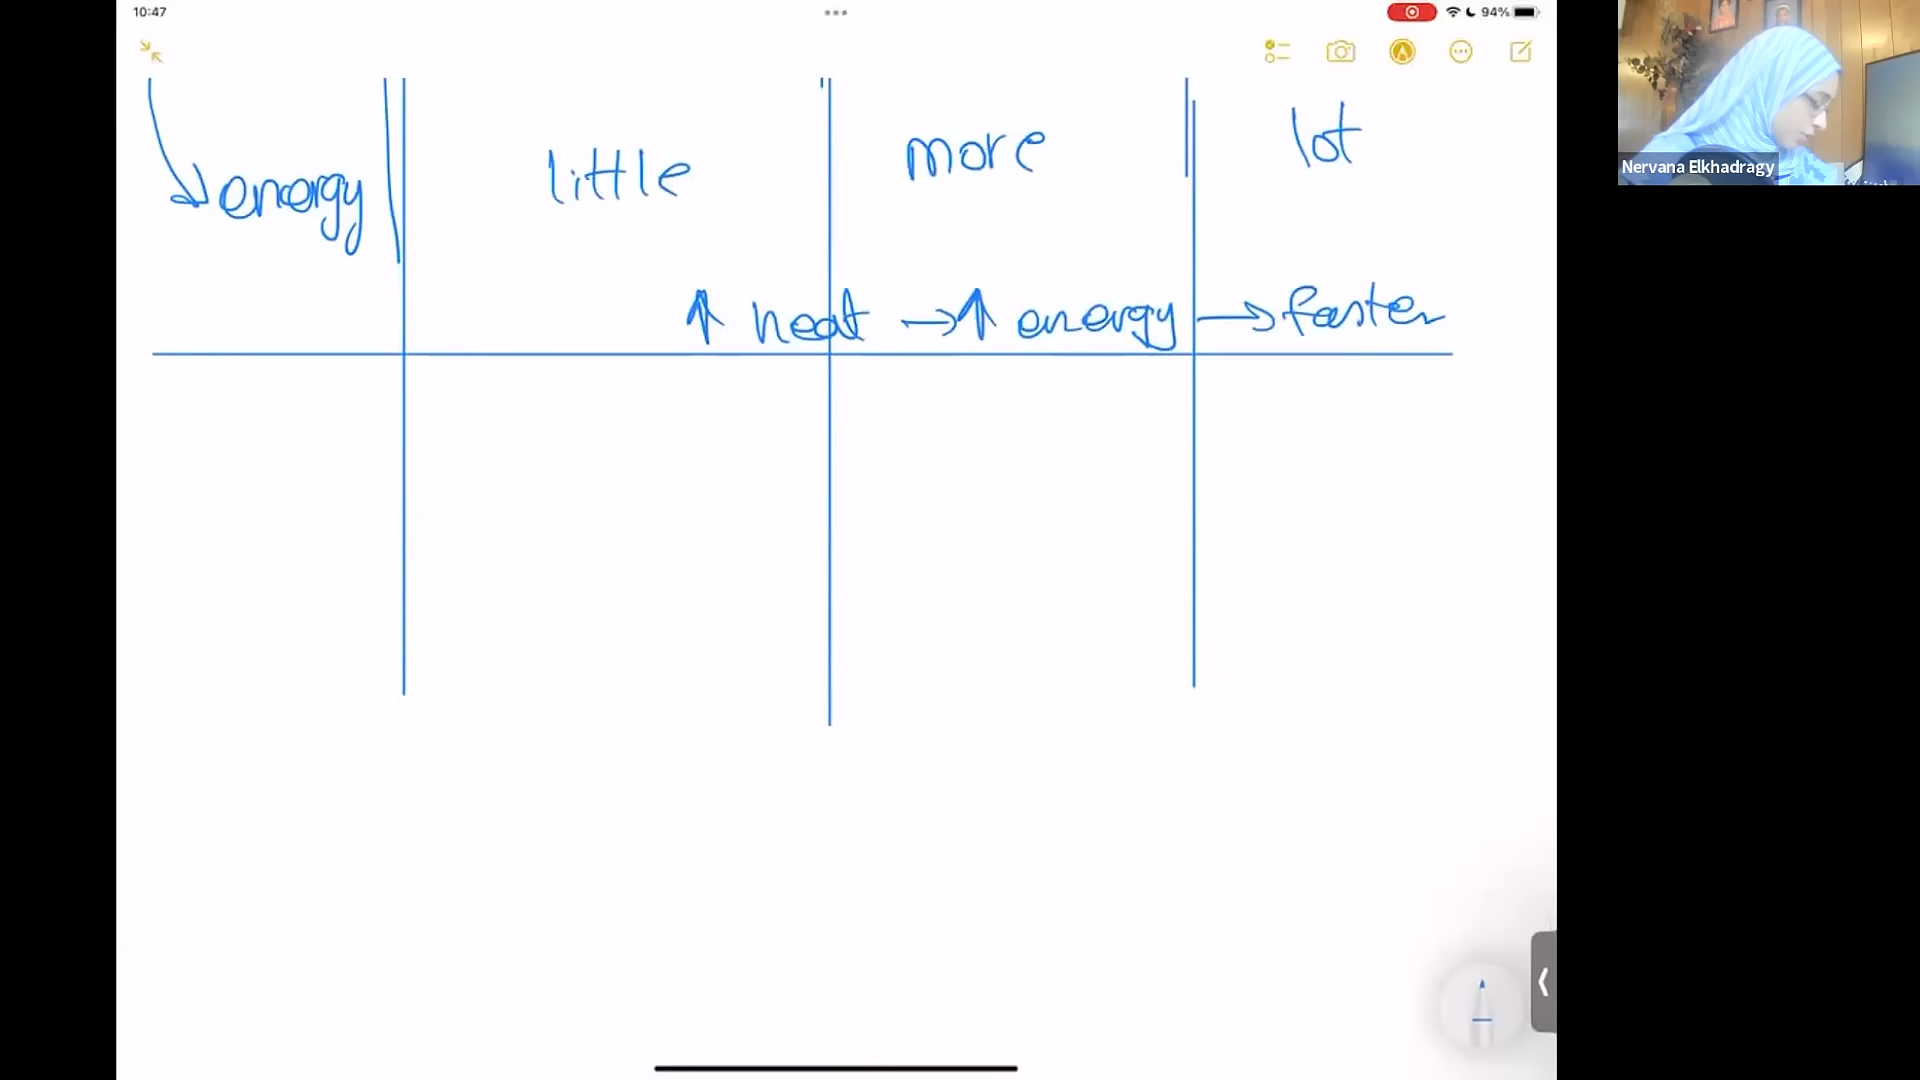 10:47
94%
energy
little
more
lot
↑ heat → ↑ energy → faster
Nervana Elkhadragy